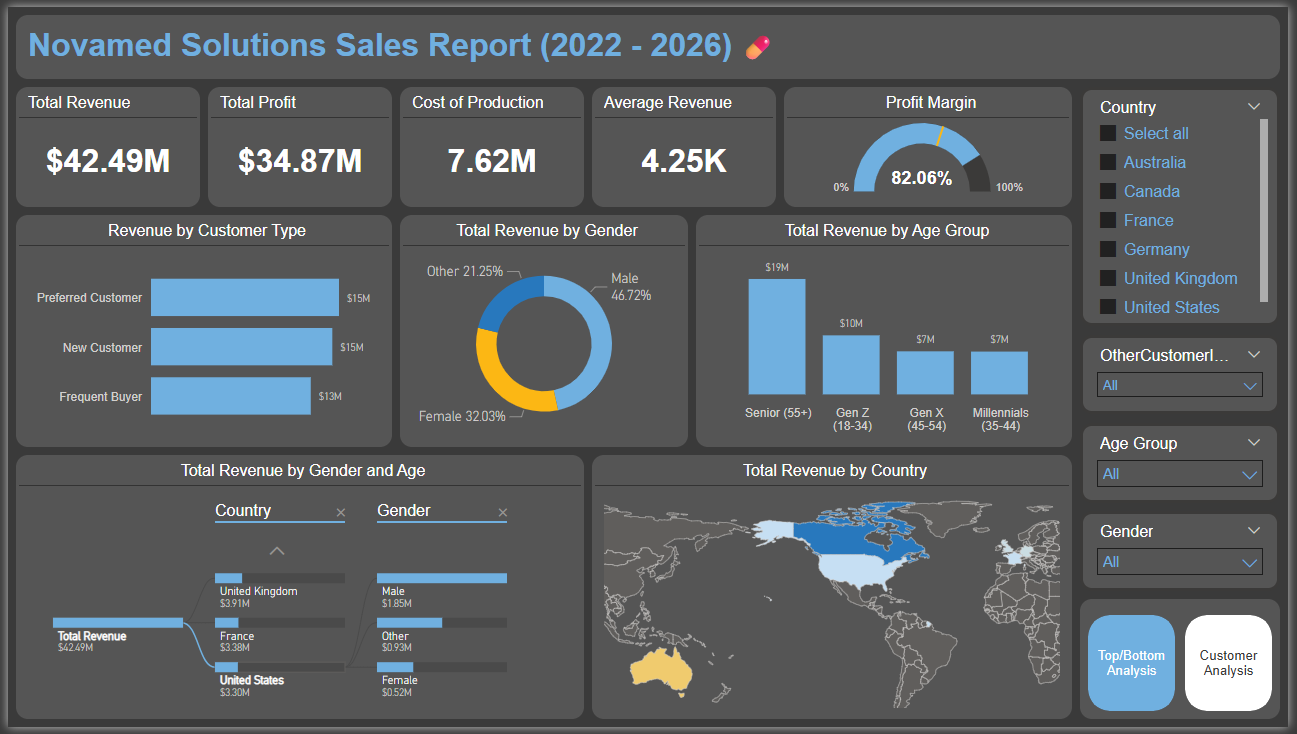 Novamed Solutions Sales Report (2022 - 2026)
Total Revenue
$42.49M
Total Profit
$34.87M
Cost of Production
7.62M
Average Revenue
4.25K
Profit Margin
0%
82.06%
100%
Country
Select all
Australia
Canada
France
Germany
United Kingdom
United States
Revenue by Customer Type
Preferred Customer
$15M
New Customer
$15M
Frequent Buyer
$13M
Total Revenue by Gender
Other 21.25%
Male
46.72%
Female 32.03%
Total Revenue by Age Group
$19M
$10M
$7M
$7M
Senior (55+)
Gen Z
(18-34)
Gen X
(45-54)
Millennials
(35-44)
OtherCustomerI...
All
Age Group
All
Gender
All
Total Revenue by Gender and Age
Country
Gender
Total Revenue
$42.49M
United Kingdom
$3.91M
France
$3.38M
United States
$3.30M
Male
$1.85M
Other
$0.93M
Female
$0.52M
Total Revenue by Country
Top/Bottom
Analysis
Customer
Analysis